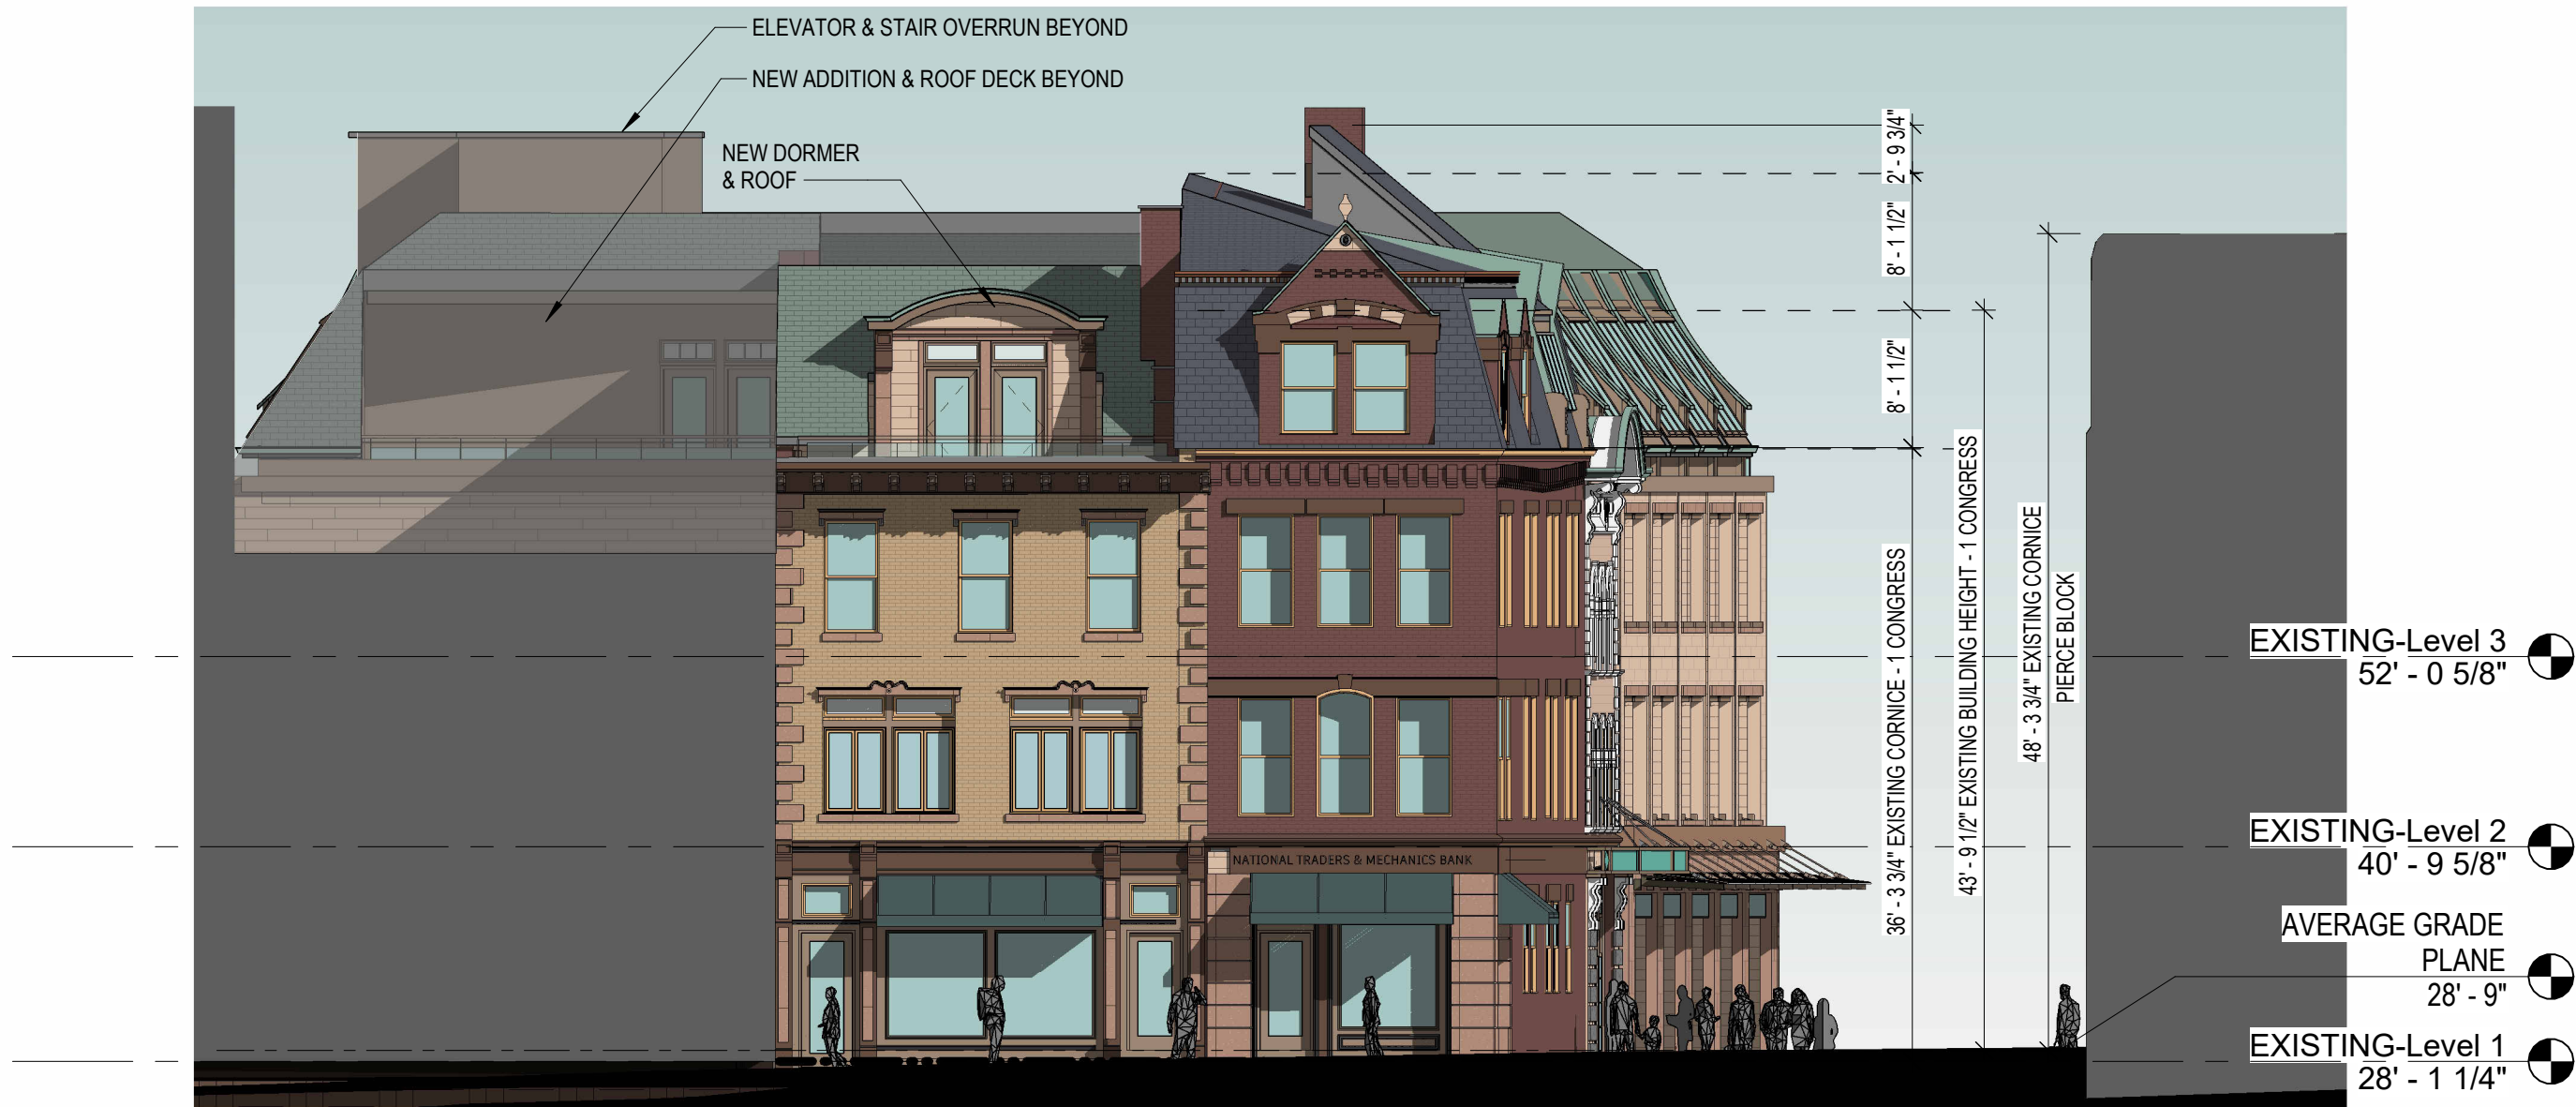 ELEVATOR & STAIR OVERRUN BEYOND
NEW ADDITION & ROOF DECK BEYOND
NEW DORMER
& ROOF
2' - 9 3/4"
8' - 1 1/2"
8' - 1 1/2"
36' - 3 3/4" EXISTING CORNICE - 1 CONGRESS
43' - 9 1/2" EXISTING BUILDING HEIGHT - 1 CONGRESS
48' - 3 3/4" EXISTING CORNICE
PIERCE BLOCK
NATIONAL TRADERS & MECHANICS BANK
EXISTING-Level 3
52' - 0 5/8"
EXISTING-Level 2
40' - 9 5/8"
AVERAGE GRADE
PLANE
28' - 9"
EXISTING-Level 1
28' - 1 1/4"